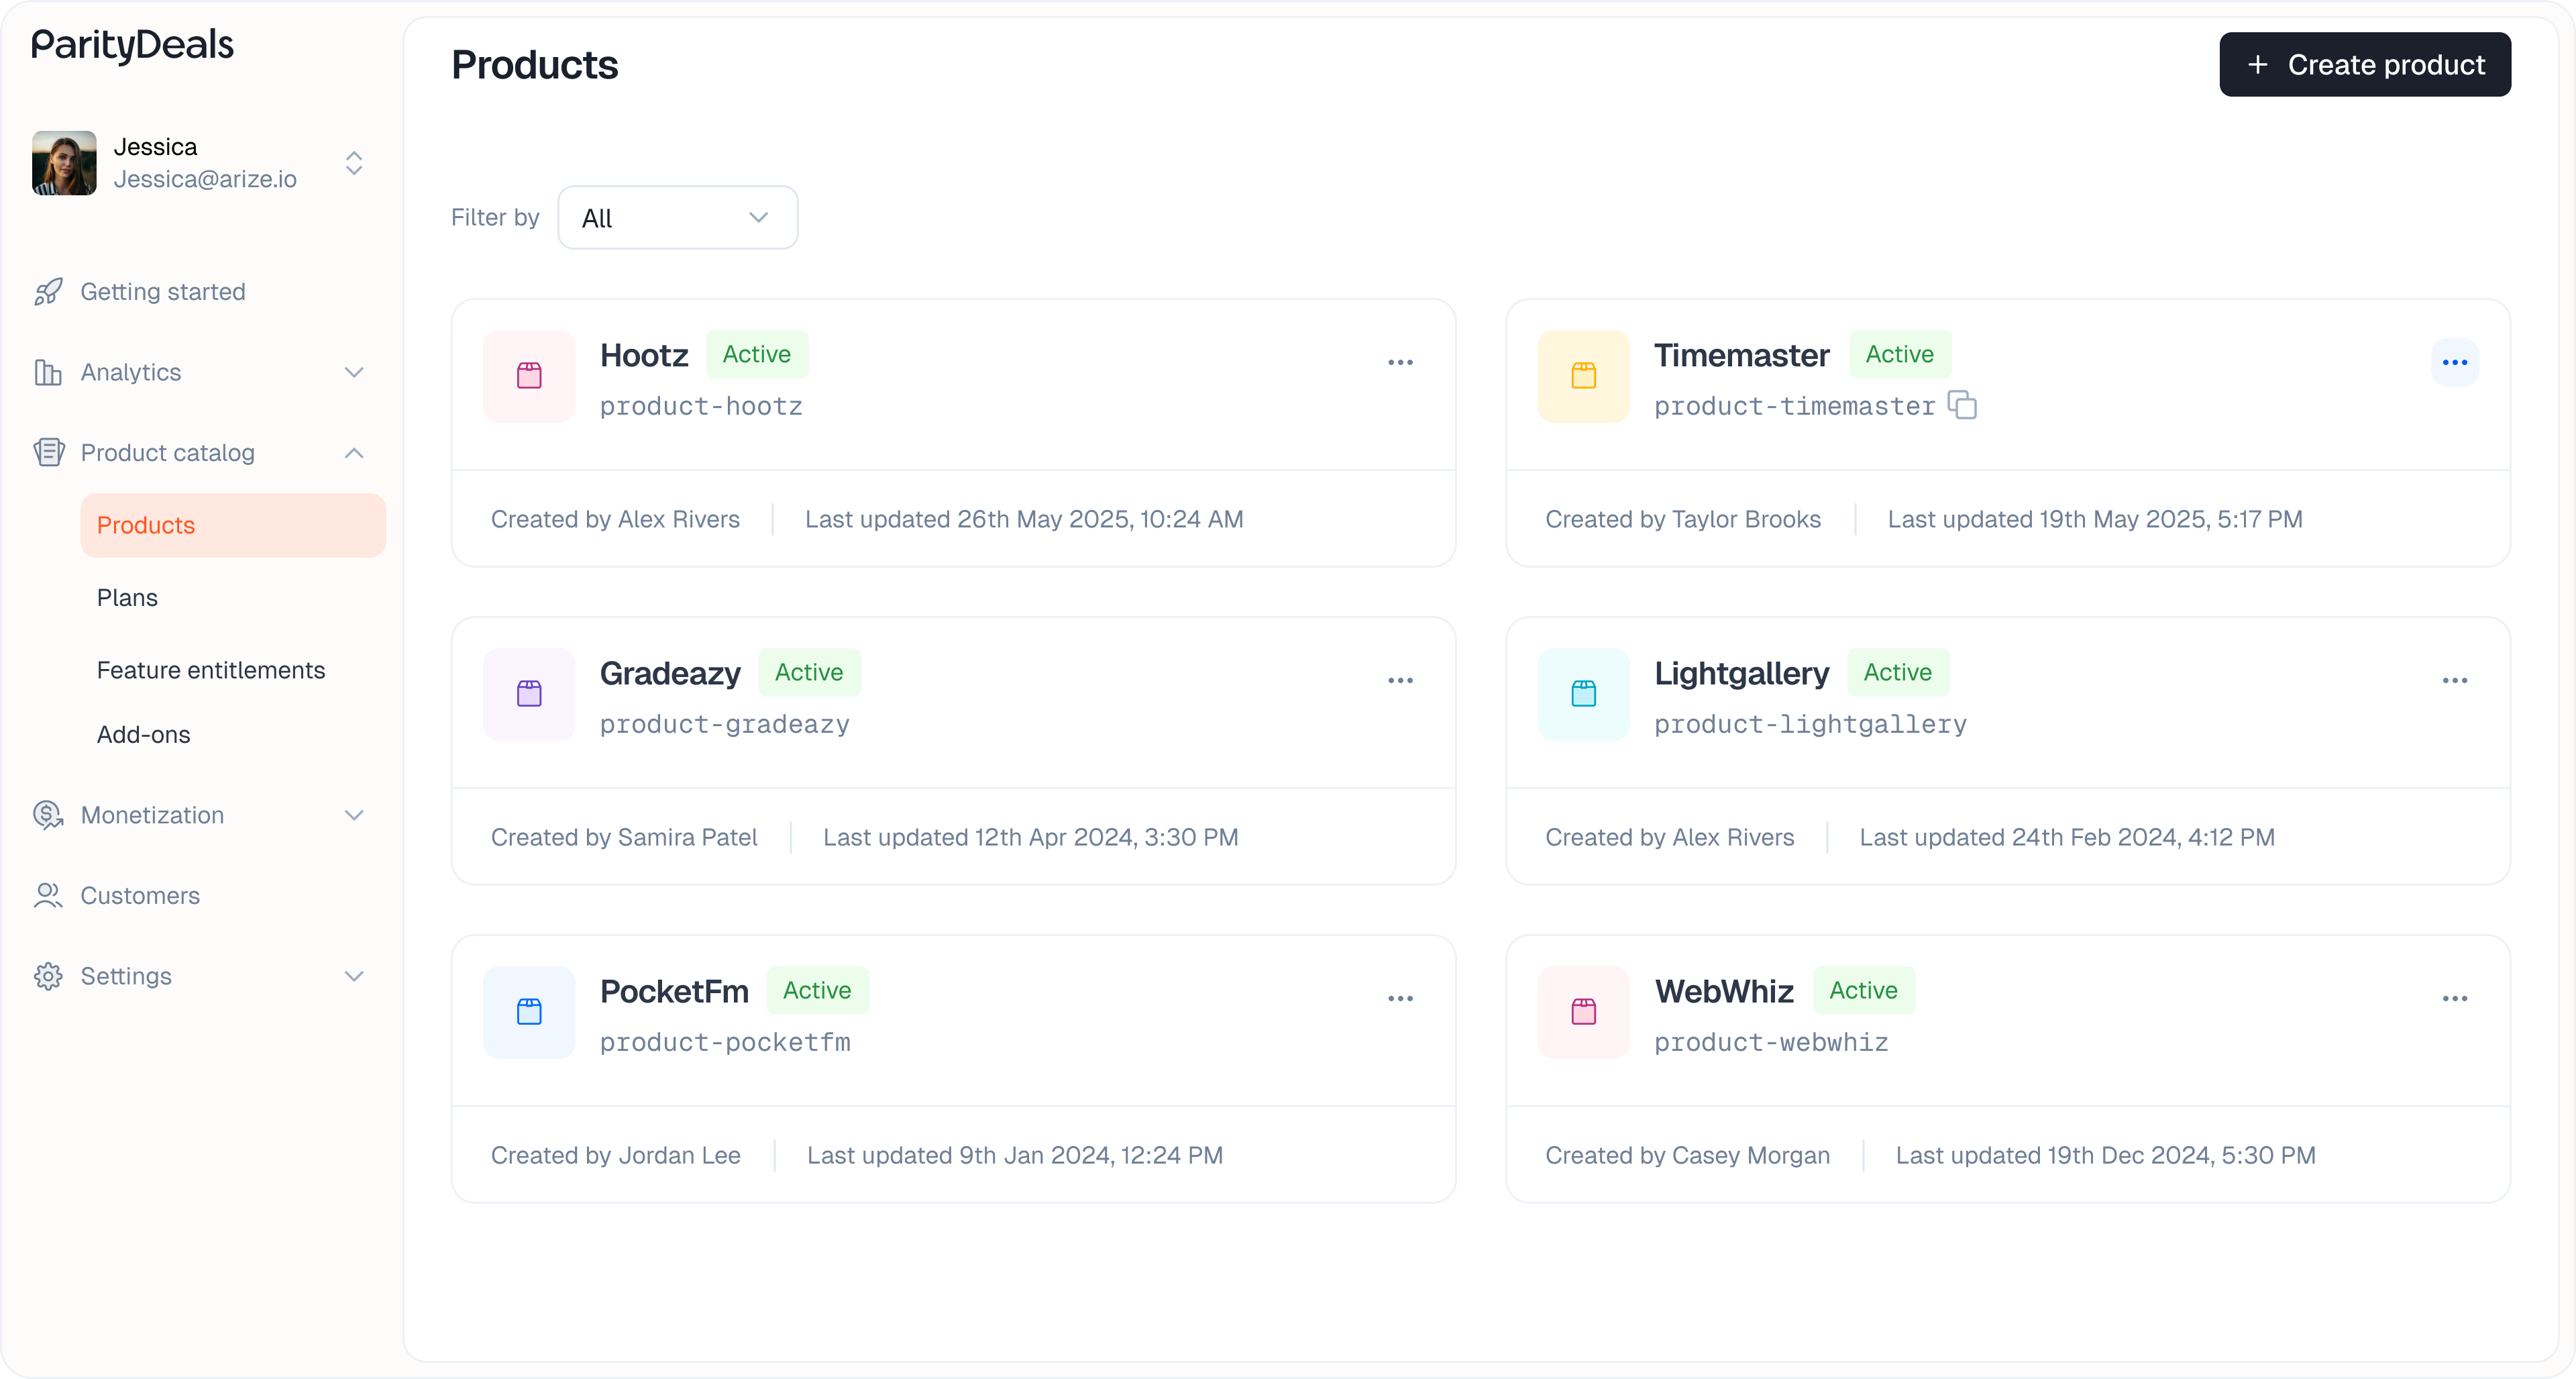 ParityDeals
Jessica
Jessica@arize.io
Getting started
Analytics
Product catalog
Products
Plans
Feature entitlements
Add-ons
Monetization
Customers
Settings
Products
+ Create product
Filter by All
Hootz Active
product-hootz
Created by Alex Rivers
Last updated 26th May 2025, 10:24 AM
Timemaster Active
product-timemaster
Created by Taylor Brooks
Last updated 19th May 2025, 5:17 PM
Gradeazy Active
product-gradeazy
Created by Samira Patel
Last updated 12th Apr 2024, 3:30 PM
Lightgallery Active
product-lightgallery
Created by Alex Rivers
Last updated 24th Feb 2024, 4:12 PM
PocketFm Active
product-pocketfm
Created by Jordan Lee
Last updated 9th Jan 2024, 12:24 PM
WebWhiz Active
product-webwhiz
Created by Casey Morgan
Last updated 19th Dec 2024, 5:30 PM